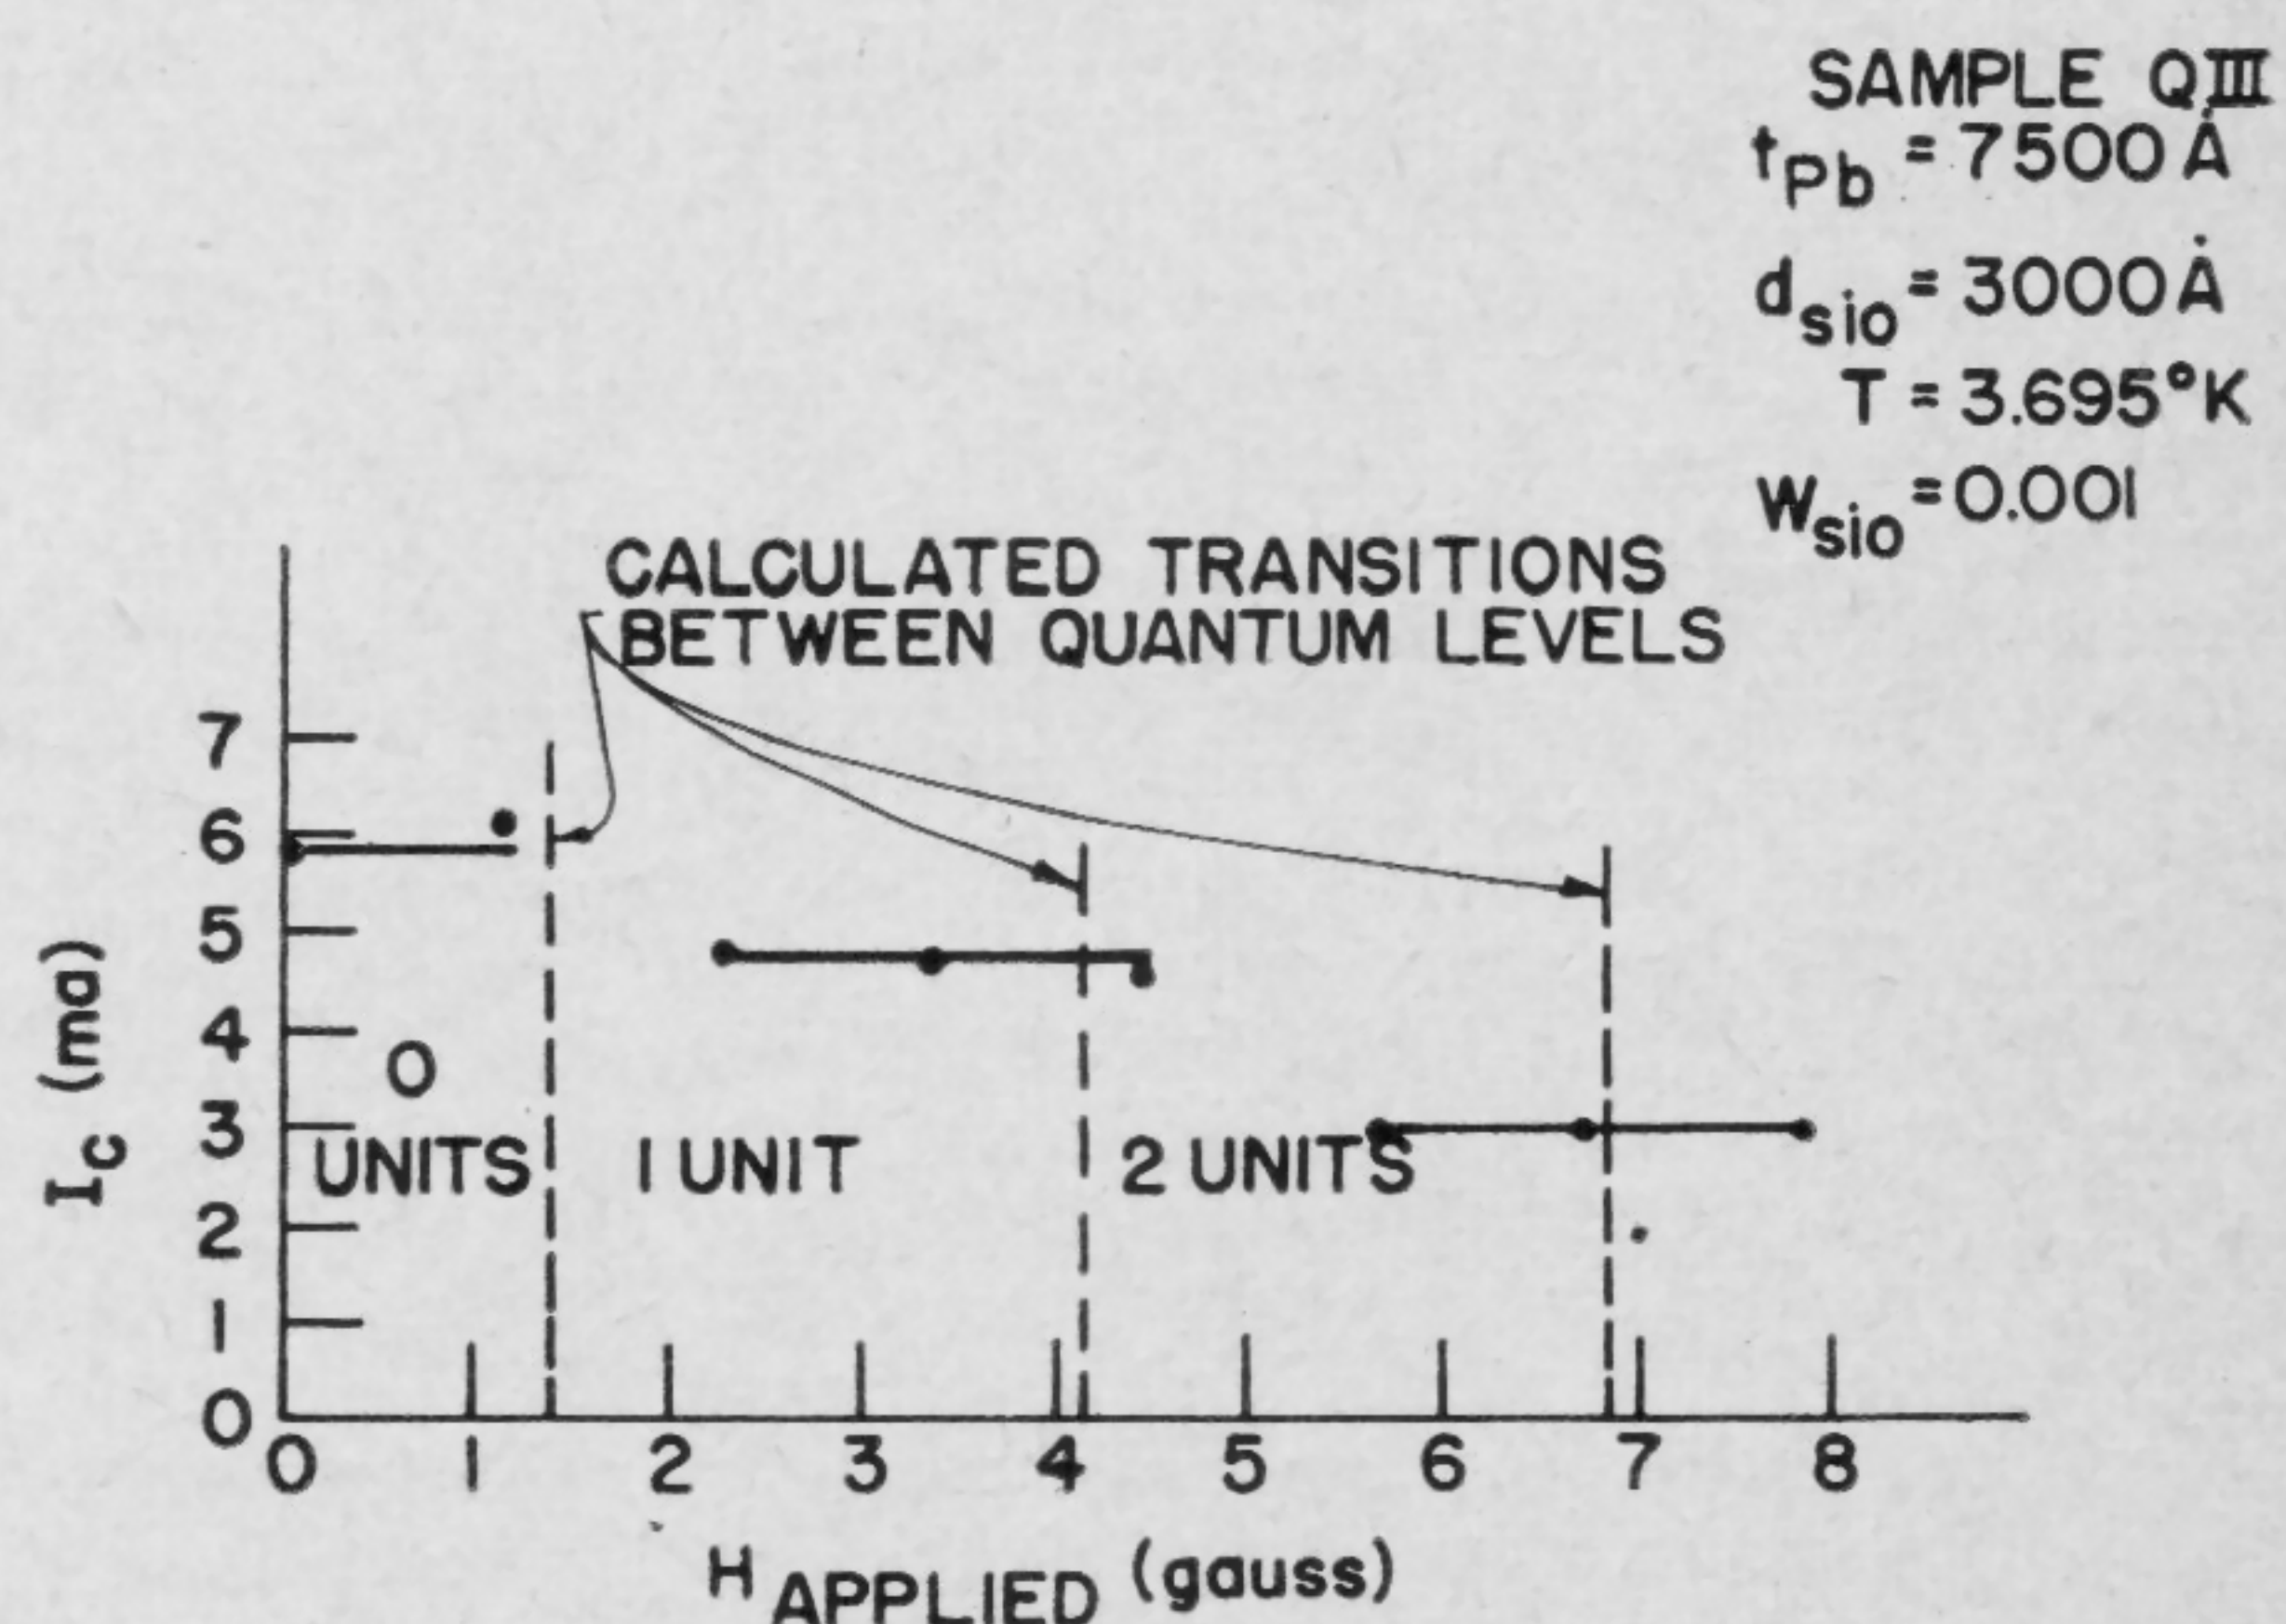 SAMPLE QIII
tPb = 7500 Å
dsio = 3000 Å
T = 3.695°K
Wsio = 0.001
CALCULATED TRANSITIONS
BETWEEN QUANTUM LEVELS
7
6
5
4
3
2
1
0
Ic (ma)
0
UNITS
1 UNIT
2 UNITS
0 1 2 3 4 5 6 7 8
H APPLIED (gauss)